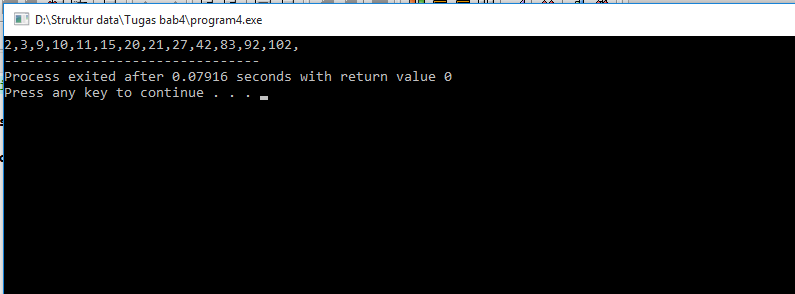 D:\Struktur data\Tugas bab4\program4.exe
2,3,9,10,11,15,20,21,27,42,83,92,102,
--------------------------------
Process exited after 0.07916 seconds with return value 0
Press any key to continue . . .